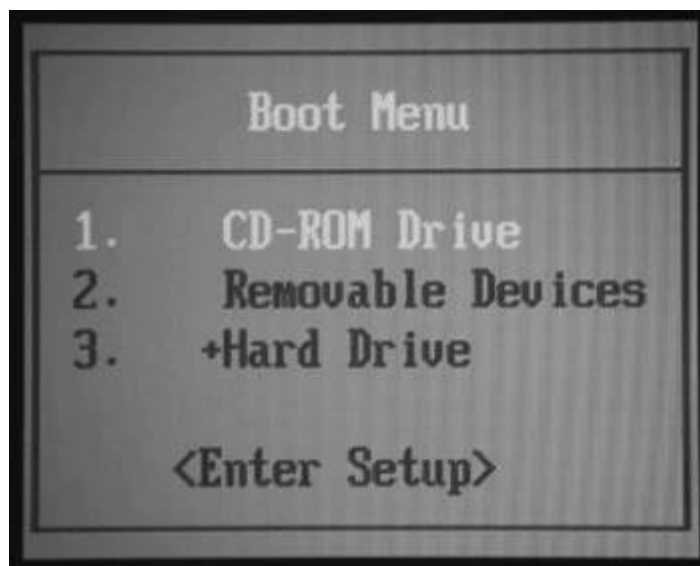 Boot Menu
1. CD-ROM Drive
2. Removable Devices
3. +Hard Drive
<Enter Setup>